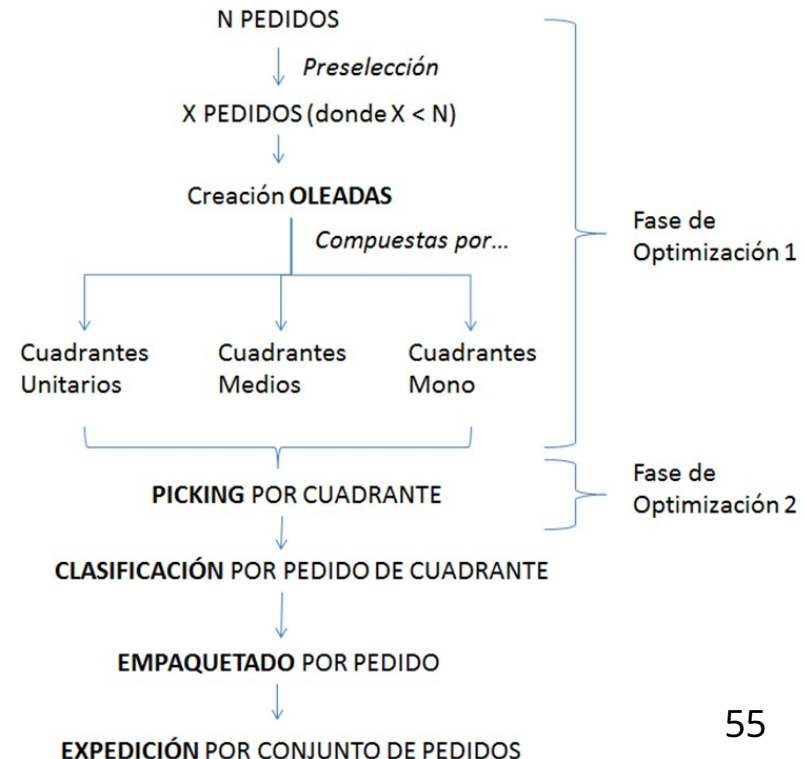 N PEDIDOS
Preselección
X PEDIDOS (donde X < N)
Creación OLEADAS
Compuestas por...
Fase de
Optimización 1
Cuadrantes
Unitarios
Cuadrantes
Medios
Cuadrantes
Mono
PICKING POR CUADRANTE
Fase de
Optimización 2
CLASIFICACIÓN POR PEDIDO DE CUADRANTE
EMPAQUETADO POR PEDIDO
55
EXPEDICIÓN POR CONJUNTO DE PEDIDOS